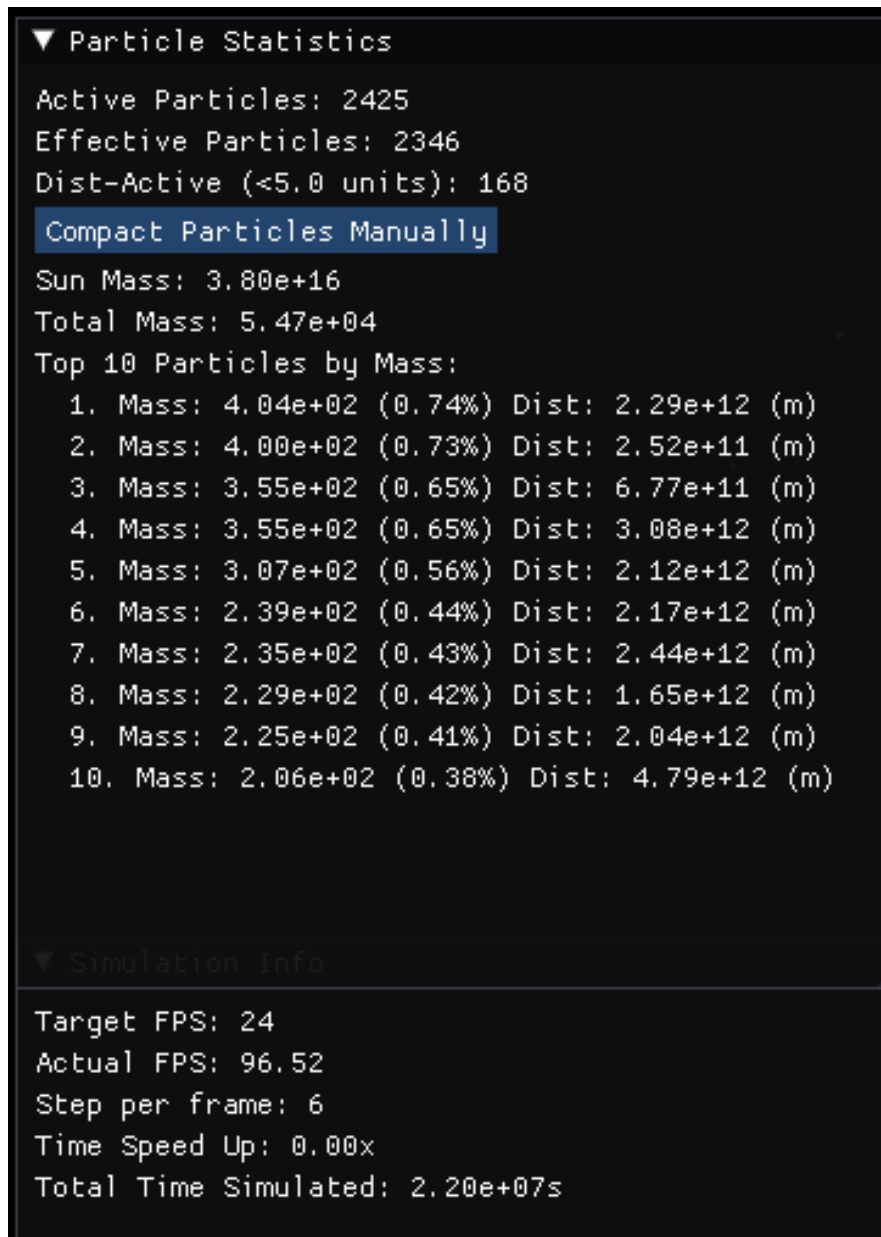 ▼ Particle Statistics
Active Particles: 2425
Effective Particles: 2346
Dist-Active (<5.0 units): 168
Compact Particles Manually
Sun Mass: 3.80e+16
Total Mass: 5.47e+04
Top 10 Particles by Mass:
1. Mass: 4.04e+02 (0.74%) Dist: 2.29e+12 (m)
2. Mass: 4.00e+02 (0.73%) Dist: 2.52e+11 (m)
3. Mass: 3.55e+02 (0.65%) Dist: 6.77e+11 (m)
4. Mass: 3.55e+02 (0.65%) Dist: 3.08e+12 (m)
5. Mass: 3.07e+02 (0.56%) Dist: 2.12e+12 (m)
6. Mass: 2.39e+02 (0.44%) Dist: 2.17e+12 (m)
7. Mass: 2.35e+02 (0.43%) Dist: 2.44e+12 (m)
8. Mass: 2.29e+02 (0.42%) Dist: 1.65e+12 (m)
9. Mass: 2.25e+02 (0.41%) Dist: 2.04e+12 (m)
10. Mass: 2.06e+02 (0.38%) Dist: 4.79e+12 (m)
▼ Simulation Info
Target FPS: 24
Actual FPS: 96.52
Step per frame: 6
Time Speed Up: 0.00x
Total Time Simulated: 2.20e+07s